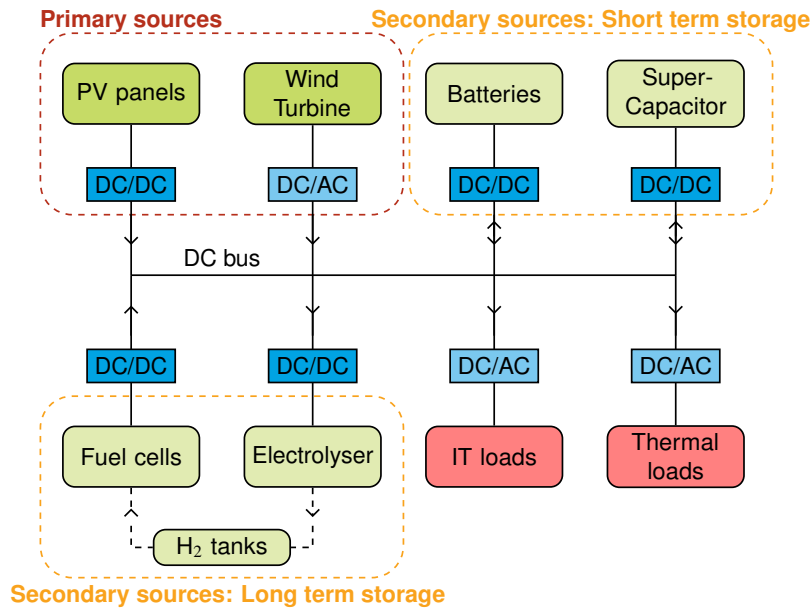 Primary sources
Secondary sources: Short term storage
PV panels
Wind
Turbine
Batteries
Super-
Capacitor
DC/DC
DC/AC
DC/DC
DC/DC
DC bus
DC/DC
DC/DC
DC/AC
DC/AC
Fuel cells
Electrolyser
IT loads
Thermal
loads
H₂ tanks
Secondary sources: Long term storage